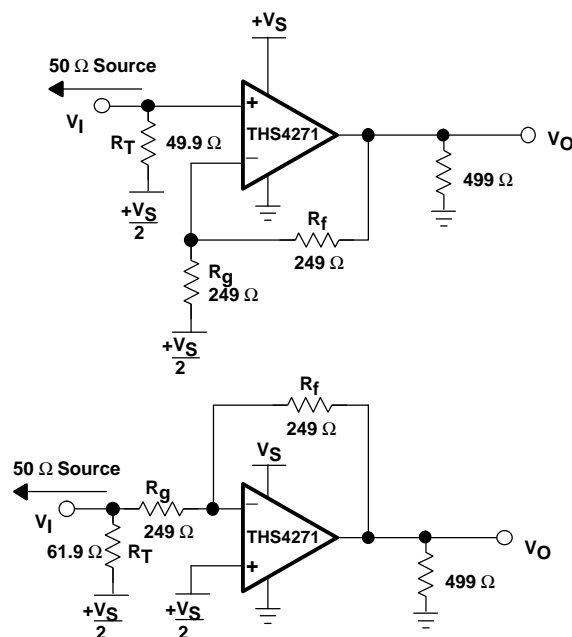 +VS
50 Ω Source
VI
+
THS4271
−
RT
49.9 Ω
VO
499 Ω
+VS
2
Rf
249 Ω
Rg
249 Ω
+VS
2
Rf
249 Ω
VS
50 Ω Source
Rg
249 Ω
VI
−
THS4271
+
VO
61.9 Ω
RT
499 Ω
+VS
2
+VS
2